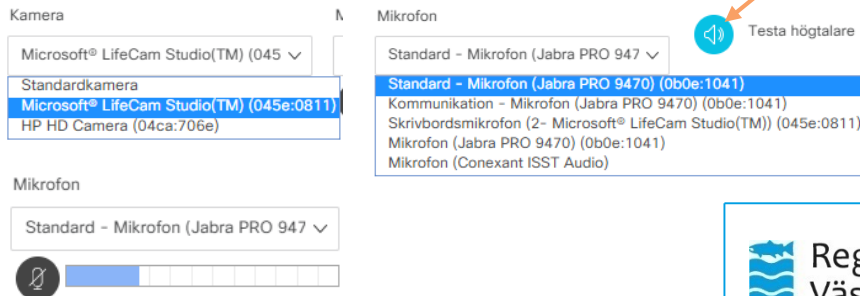 Kamera
Microsoft® LifeCam Studio(TM) (045
Standardkamera
Microsoft® LifeCam Studio(TM) (045e:0811)
HP HD Camera (04ca:706e)
Mikrofon
Standard - Mikrofon (Jabra PRO 947
Testa högtalare
Standard - Mikrofon (Jabra PRO 9470) (0b0e:1041)
Kommunikation - Mikrofon (Jabra PRO 9470) (0b0e:1041)
Skrivbordsmikrofon (2- Microsoft® LifeCam Studio(TM)) (045e:0811)
Mikrofon (Jabra PRO 9470) (0b0e:1041)
Mikrofon (Conexant ISST Audio)
Mikrofon
Standard - Mikrofon (Jabra PRO 947